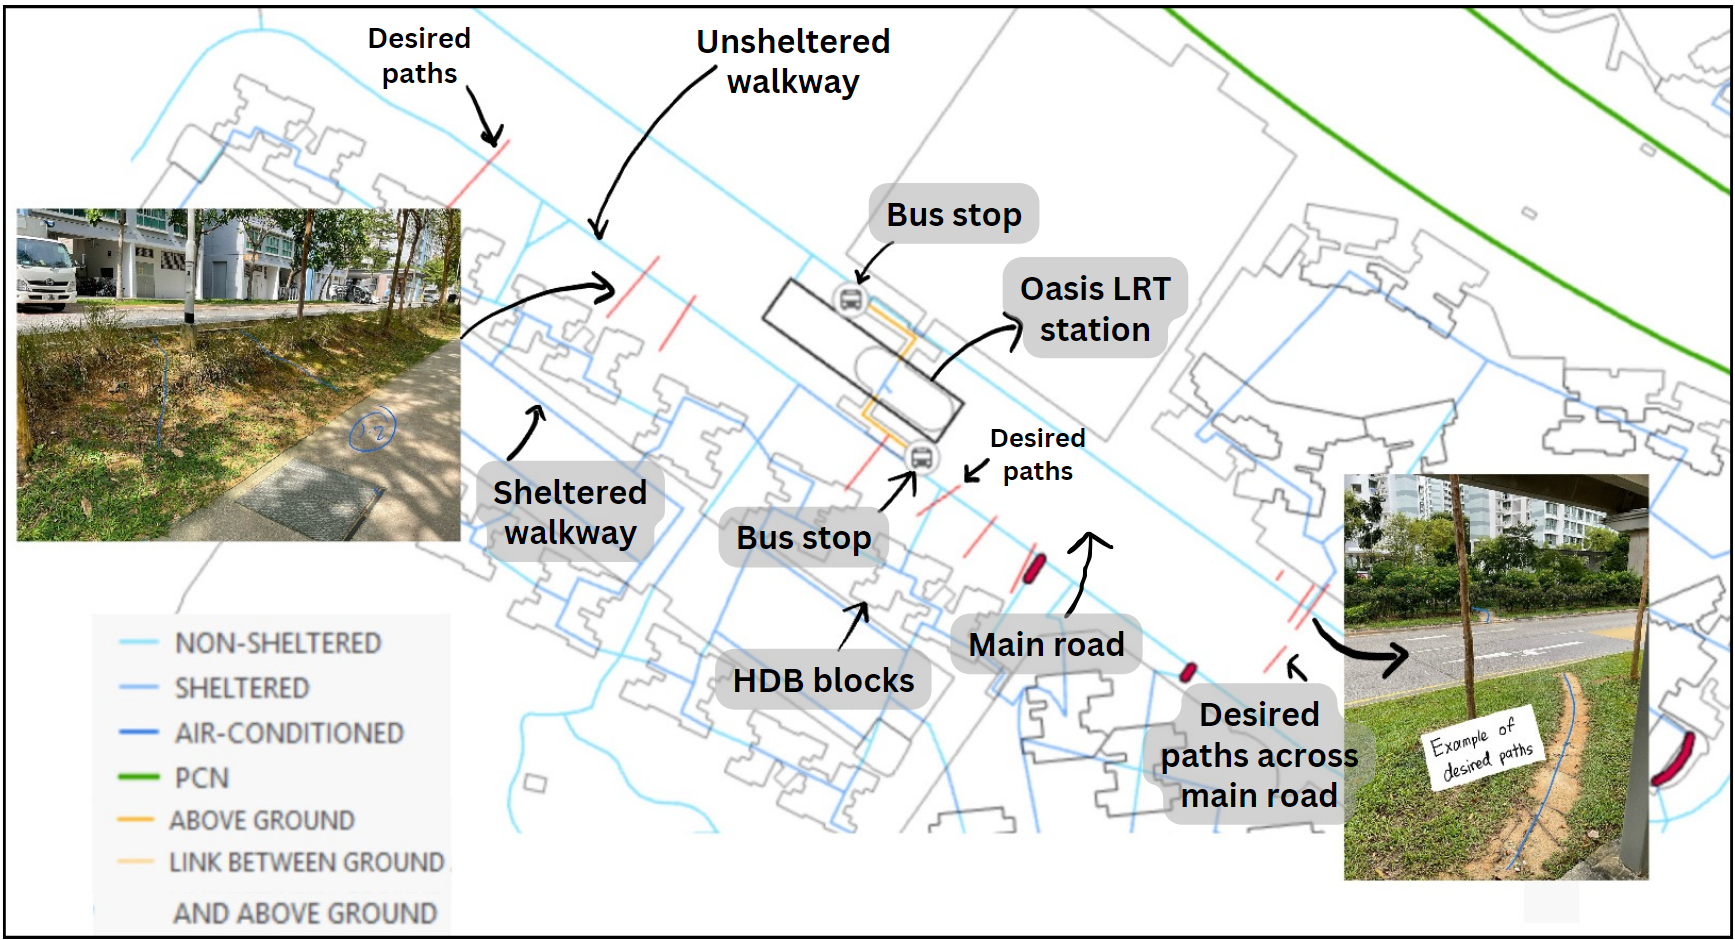 Desired
paths
Unsheltered
walkway
Bus stop
Oasis LRT
station
Desired
paths
1.2
Sheltered
walkway
Bus stop
Main road
HDB blocks
Desired
paths across
main road
Example of
desired paths
NON-SHELTERED
SHELTERED
AIR-CONDITIONED
PCN
ABOVE GROUND
LINK BETWEEN GROUND
AND ABOVE GROUND